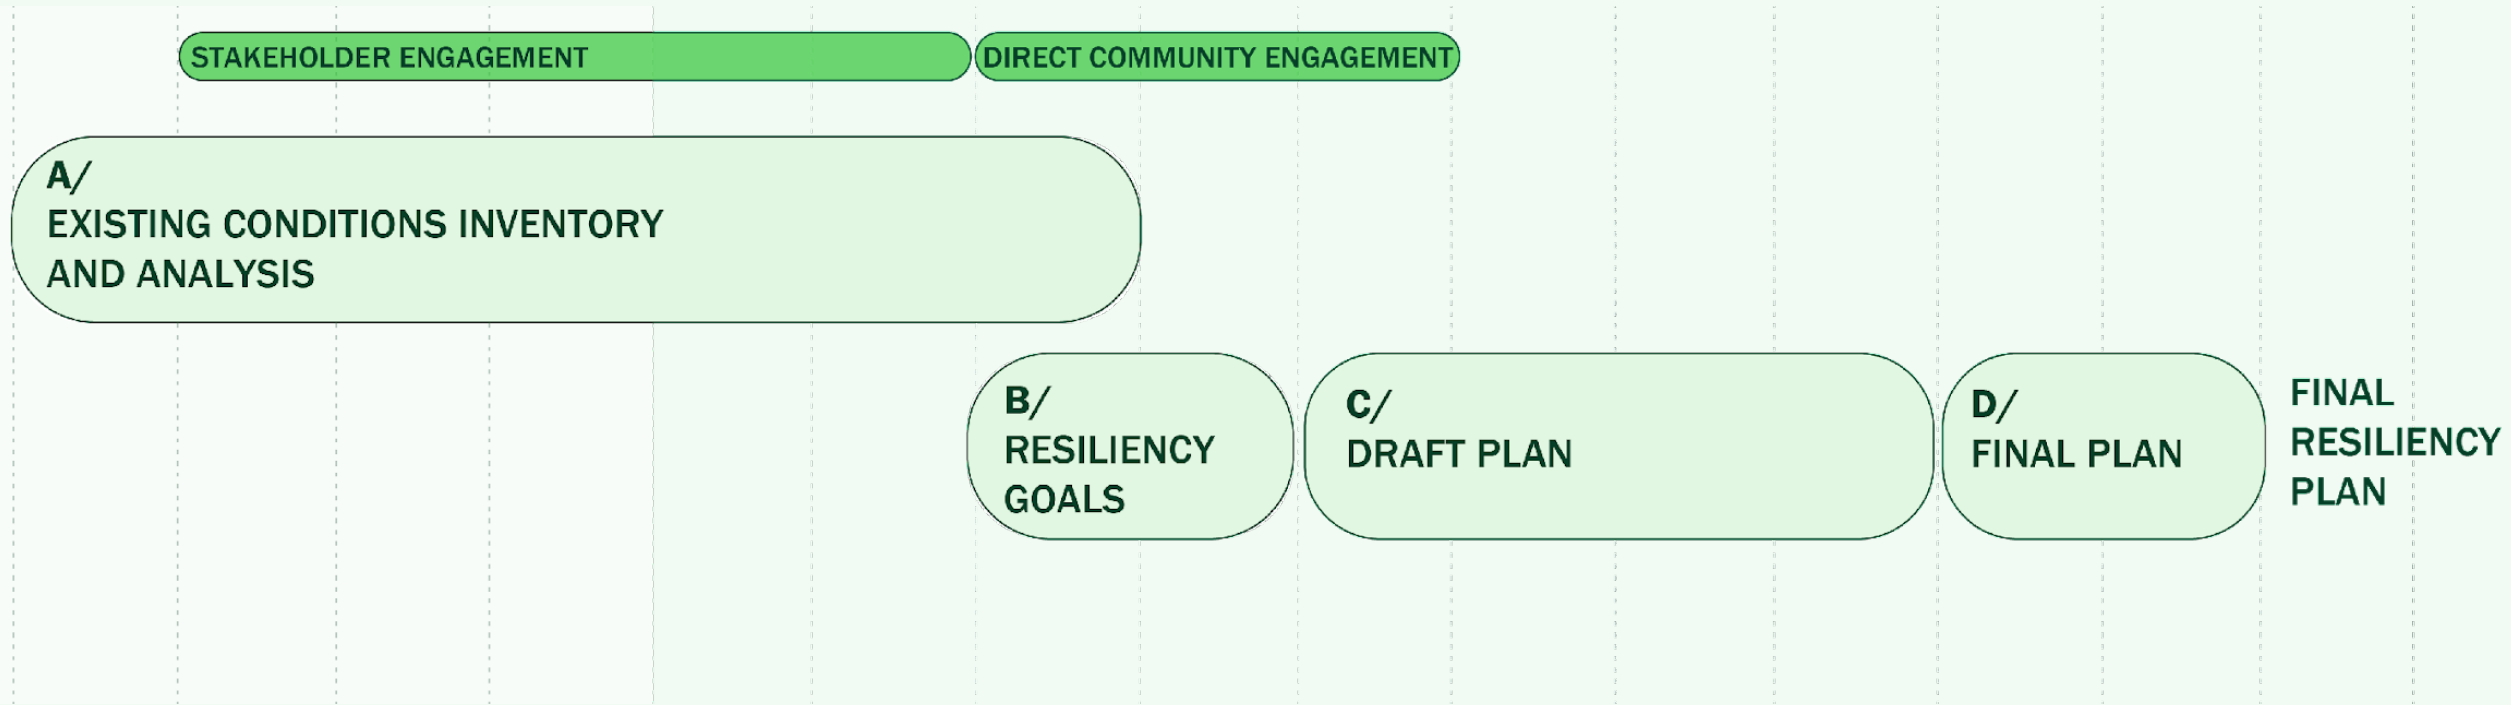 STAKEHOLDER ENGAGEMENT
DIRECT COMMUNITY ENGAGEMENT
A/
EXISTING CONDITIONS INVENTORY
AND ANALYSIS
B/
RESILIENCY
GOALS
C/
DRAFT PLAN
D/
FINAL PLAN
FINAL
RESILIENCY
PLAN